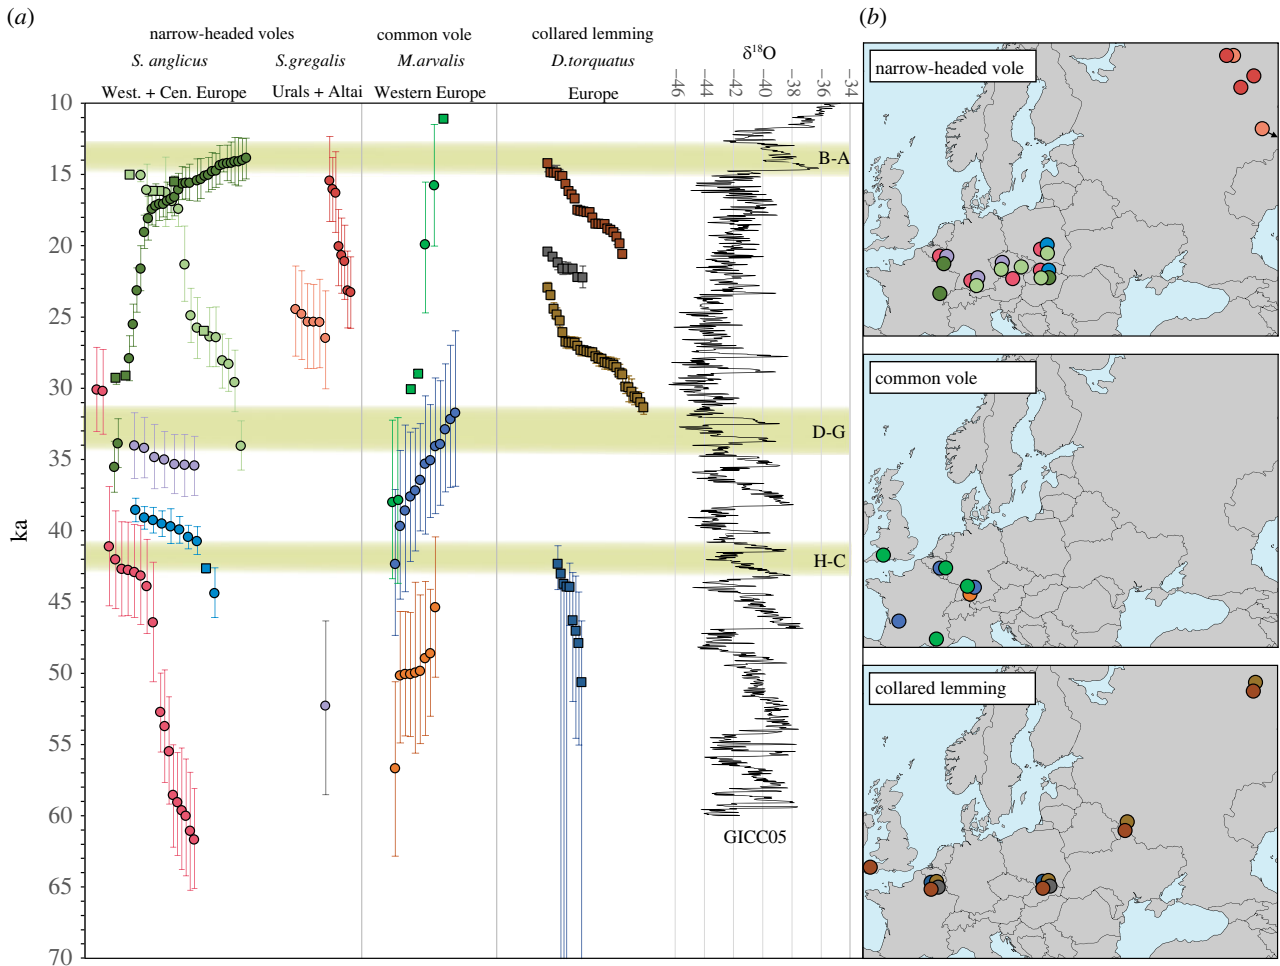 (a)
narrow-headed voles
common vole
collared lemming
S. anglicus
S.gregalis
M.arvalis
D.torquatus
δ18O
West. + Cen. Europe
Urals + Altai
Western Europe
Europe
-46
-44
-42
-40
-38
-36
-34
10
15
20
25
30
35
40
45
50
55
60
65
70
ka
B-A
D-G
H-C
GICC05
(b)
narrow-headed vole
common vole
collared lemming